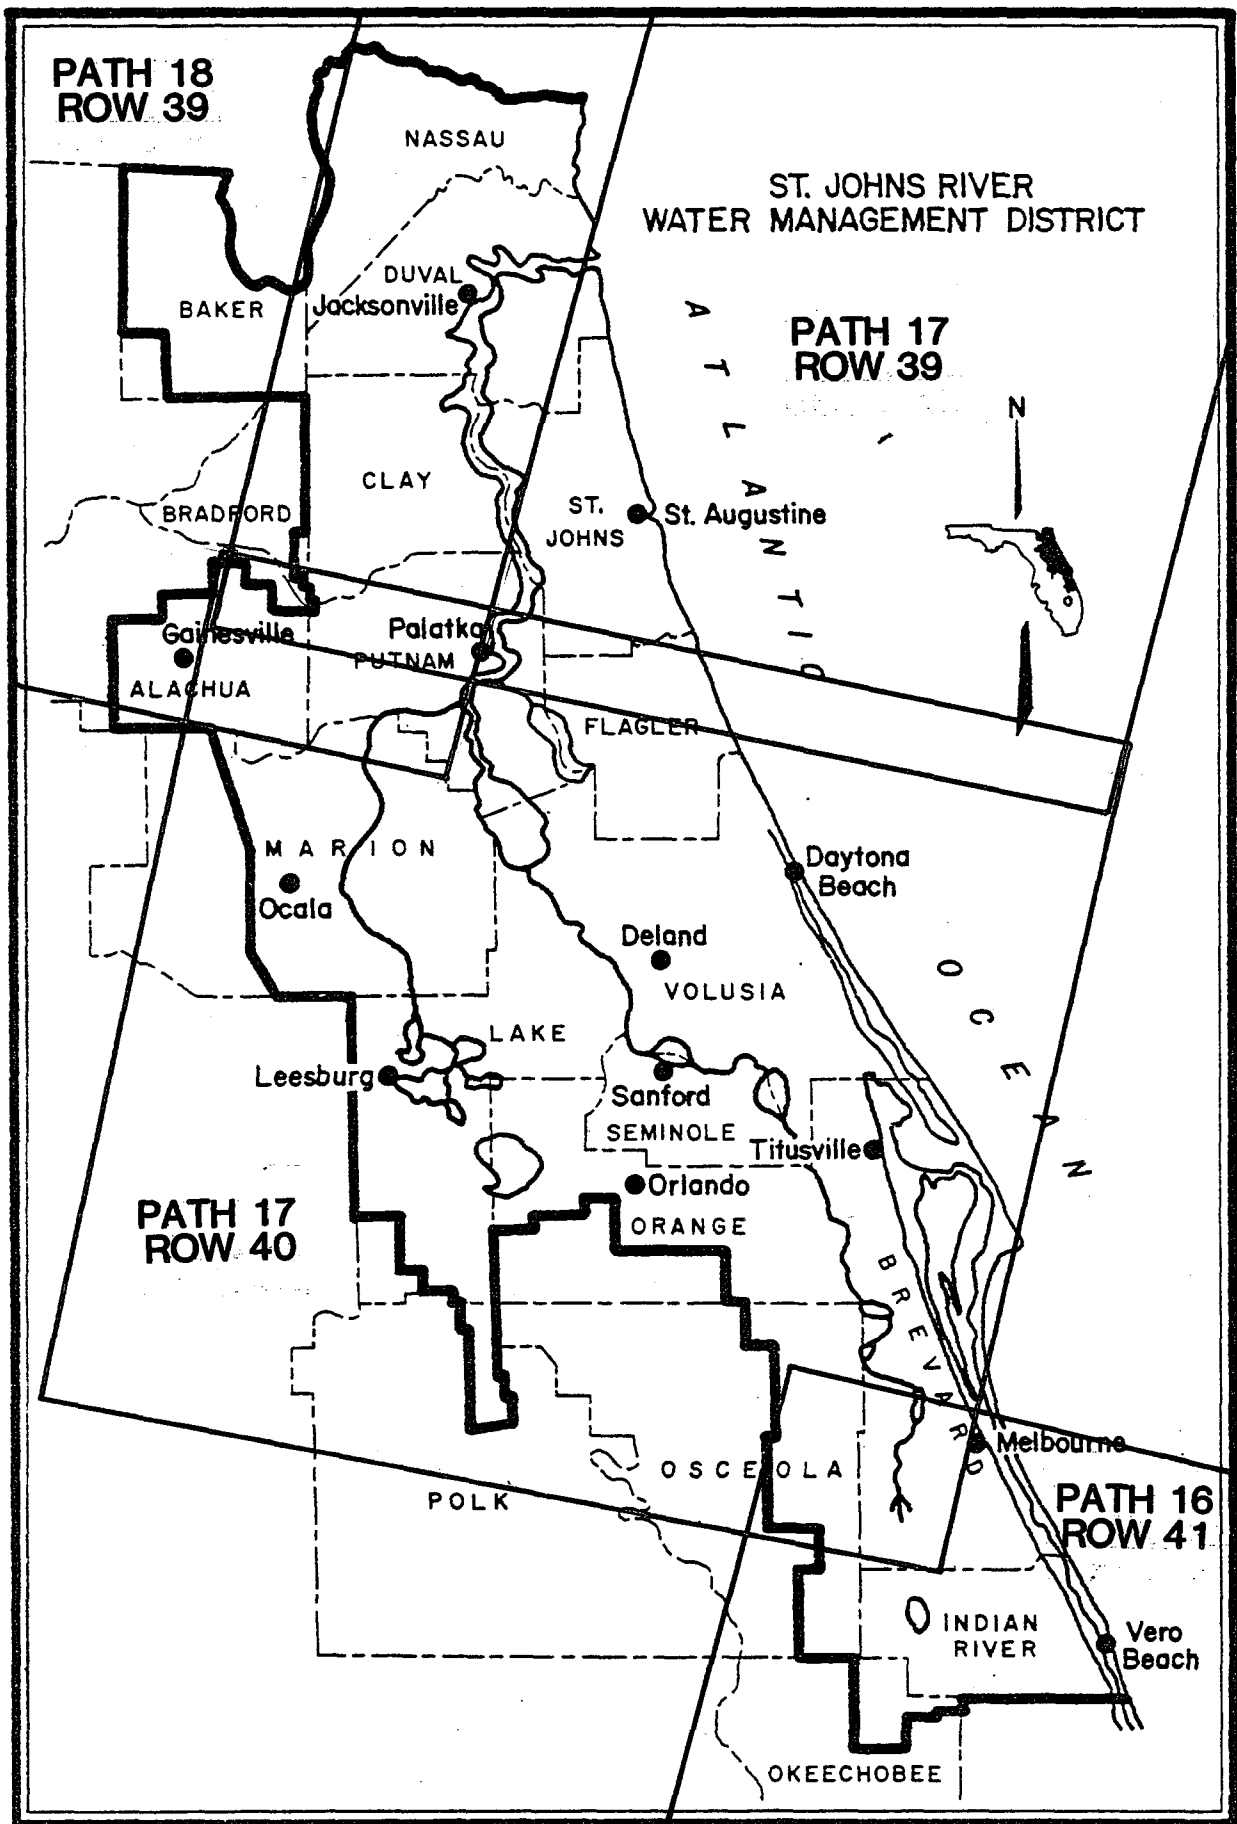 PATH 18
ROW 39
NASSAU
ST. JOHNS RIVER
WATER MANAGEMENT DISTRICT
DUVAL
Jacksonville
BAKER
PATH 17
ROW 39
ATLANTIC
N
CLAY
BRADFORD
ST.
JOHNS
St. Augustine
Gainesville
Palatka
PUTNAM
ALACHUA
FLAGLER
MARION
Ocala
Daytona
Beach
Deland
VOLUSIA
OCEAN
LAKE
Leesburg
Sanford
SEMINOLE
Titusville
Orlando
ORANGE
PATH 17
ROW 40
BREVARD
Melbourne
OSCEOLA
POLK
PATH 16
ROW 41
INDIAN
RIVER
Vero
Beach
OKEECHOBEE